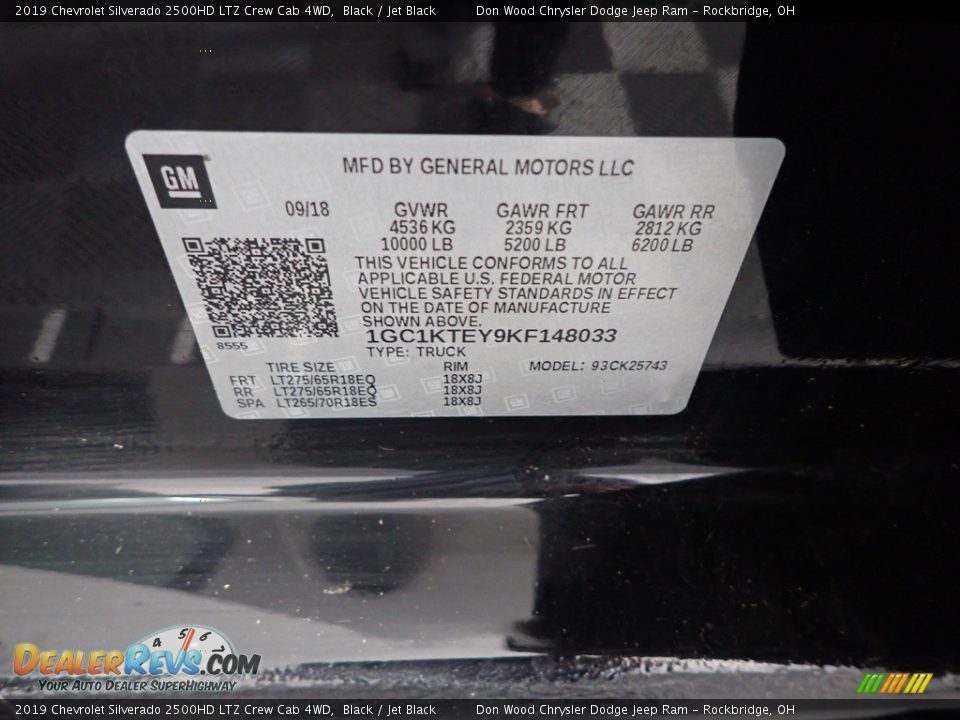 2019 Chevrolet Silverado 2500HD LTZ Crew Cab 4WD, Black / Jet Black Don Wood Chrysler Dodge Jeep Ram - Rockbridge, OH
GM
MFD BY GENERAL MOTORS LLC
09/18 GVWR GAWR FRT GAWR RR
4536 KG 2359 KG 2812 KG
10000 LB 5200 LB 6200 LB
THIS VEHICLE CONFORMS TO ALL
APPLICABLE U.S. FEDERAL MOTOR
VEHICLE SAFETY STANDARDS IN EFFECT
ON THE DATE OF MANUFACTURE
SHOWN ABOVE.
8555 1GC1KTEY9KF148033
TYPE: TRUCK
TIRE SIZE RIM MODEL: 93CK25743
FRT LT275/65R18EQ 18X8J
RR LT275/65R18EQ 18X8J
SPA LT265/70R18ES 18X8J
4 5 6
DEALERREVS.COM
Your Auto Dealer SuperHighway
2019 Chevrolet Silverado 2500HD LTZ Crew Cab 4WD, Black / Jet Black Don Wood Chrysler Dodge Jeep Ram - Rockbridge, OH